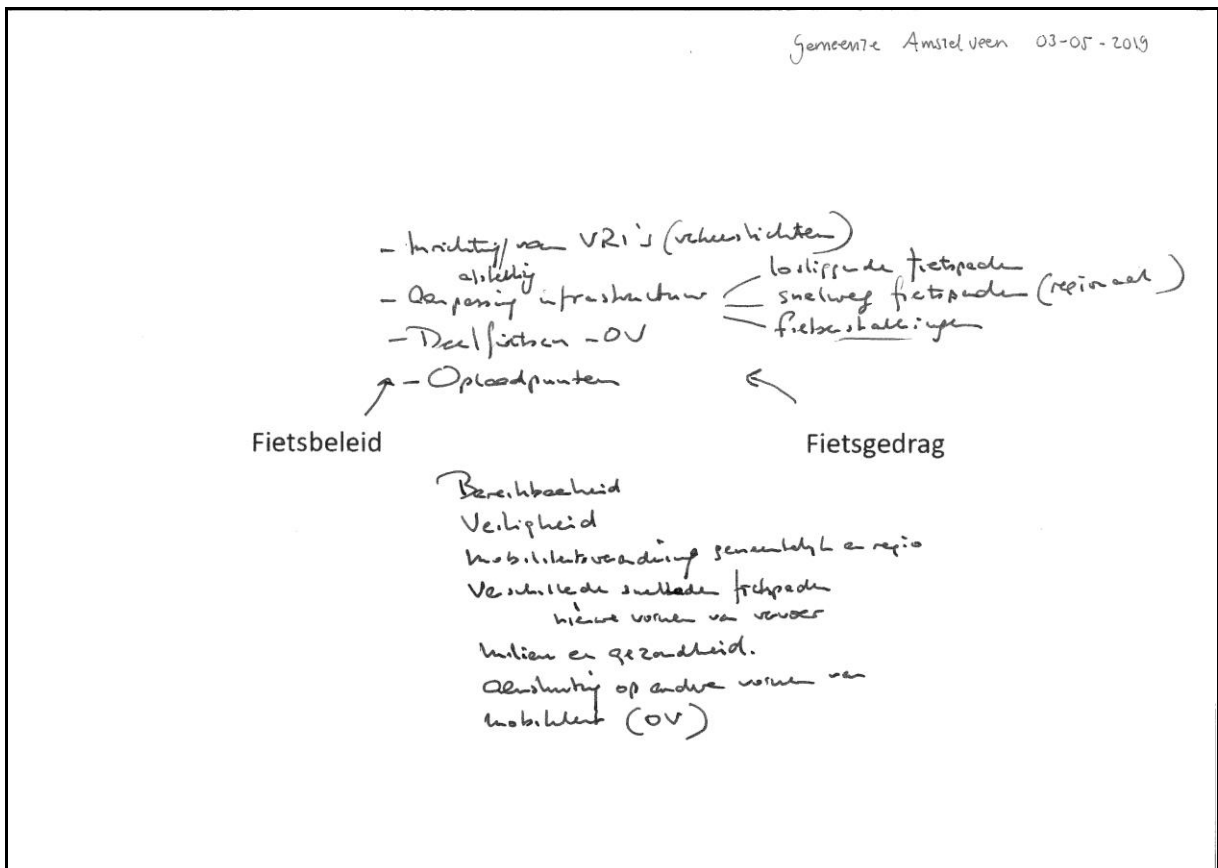 Gemeente Amstelveen 03-05-2019
- Inrichting van VRI's (verkeerslichten)
afstelling
- Aanpassing infrastructuur
loslippende fietspaden
snelweg fietspaden (regionaal)
fietsenstallingen
- Deelfietsen - OV
- Oplaadpunten
Fietsbeleid
Fietsgedrag
Bereikbaarheid
Veiligheid
Mobiliteitsverandering gemeentelijk en regio
Verschillende snelheden fietspaden
nieuwe vormen van vervoer
Milieu en gezondheid.
Aansluiting op andere vormen van
mobiliteit (OV)